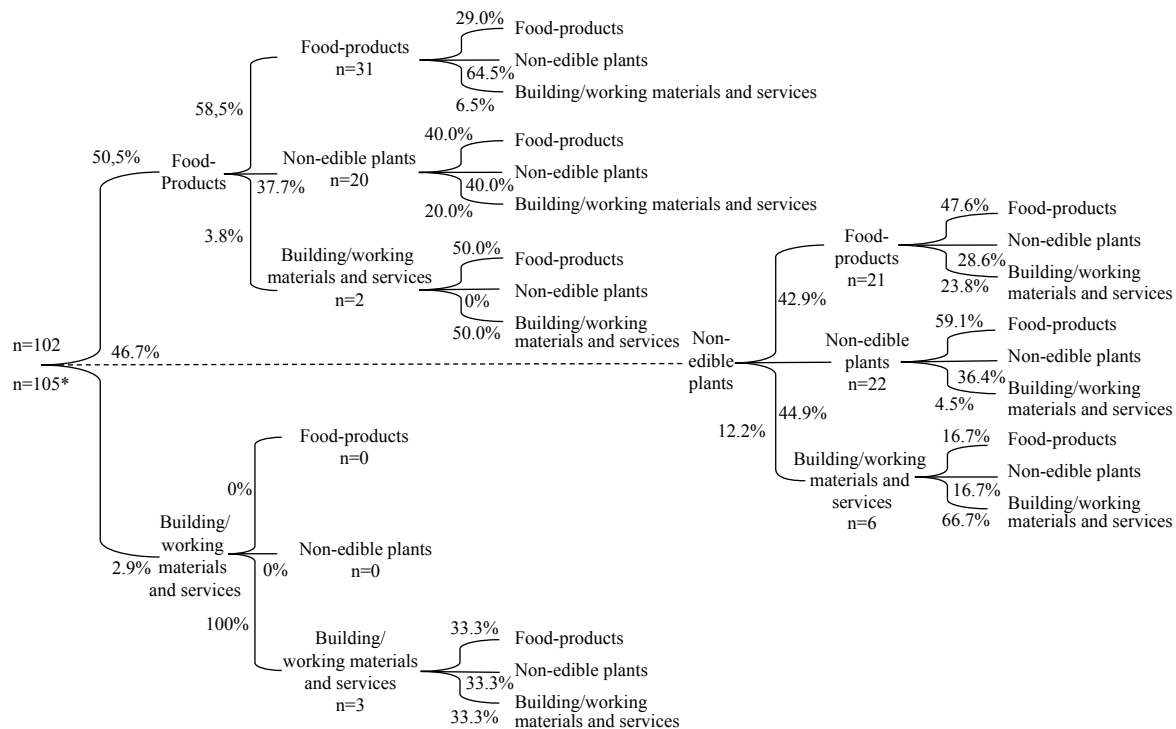 29.0%
Food-products
Food-products
n=31
Non-edible plants
64.5%
Building/working materials and services
6.5%
58,5%
40.0%
Food-products
50,5%
Food-
Products
37.7%
Non-edible plants
n=20
Non-edible plants
40.0%
Building/working materials and services
20.0%
3.8%
Building/working
materials and services
n=2
50.0%
Food-products
Non-edible plants
0%
Building/working
materials and services
50.0%
n=102
n=105*
46.7%
Non-
edible
plants
42.9%
Food-
products
n=21
47.6%
Food-products
Non-edible plants
28.6%
Building/working
materials and services
23.8%
Non-edible
plants
n=22
59.1%
Food-products
Non-edible plants
36.4%
Building/working
materials and services
4.5%
44.9%
12.2%
Building/working
materials and
services
n=6
16.7%
Food-products
Non-edible plants
16.7%
Building/working
materials and services
66.7%
Food-products
n=0
0%
Building/
working
materials
and services
2.9%
Non-edible plants
n=0
0%
100%
Building/
working materials
and services
n=3
33.3%
Food-products
Non-edible plants
33.3%
Building/working
materials and services
33.3%